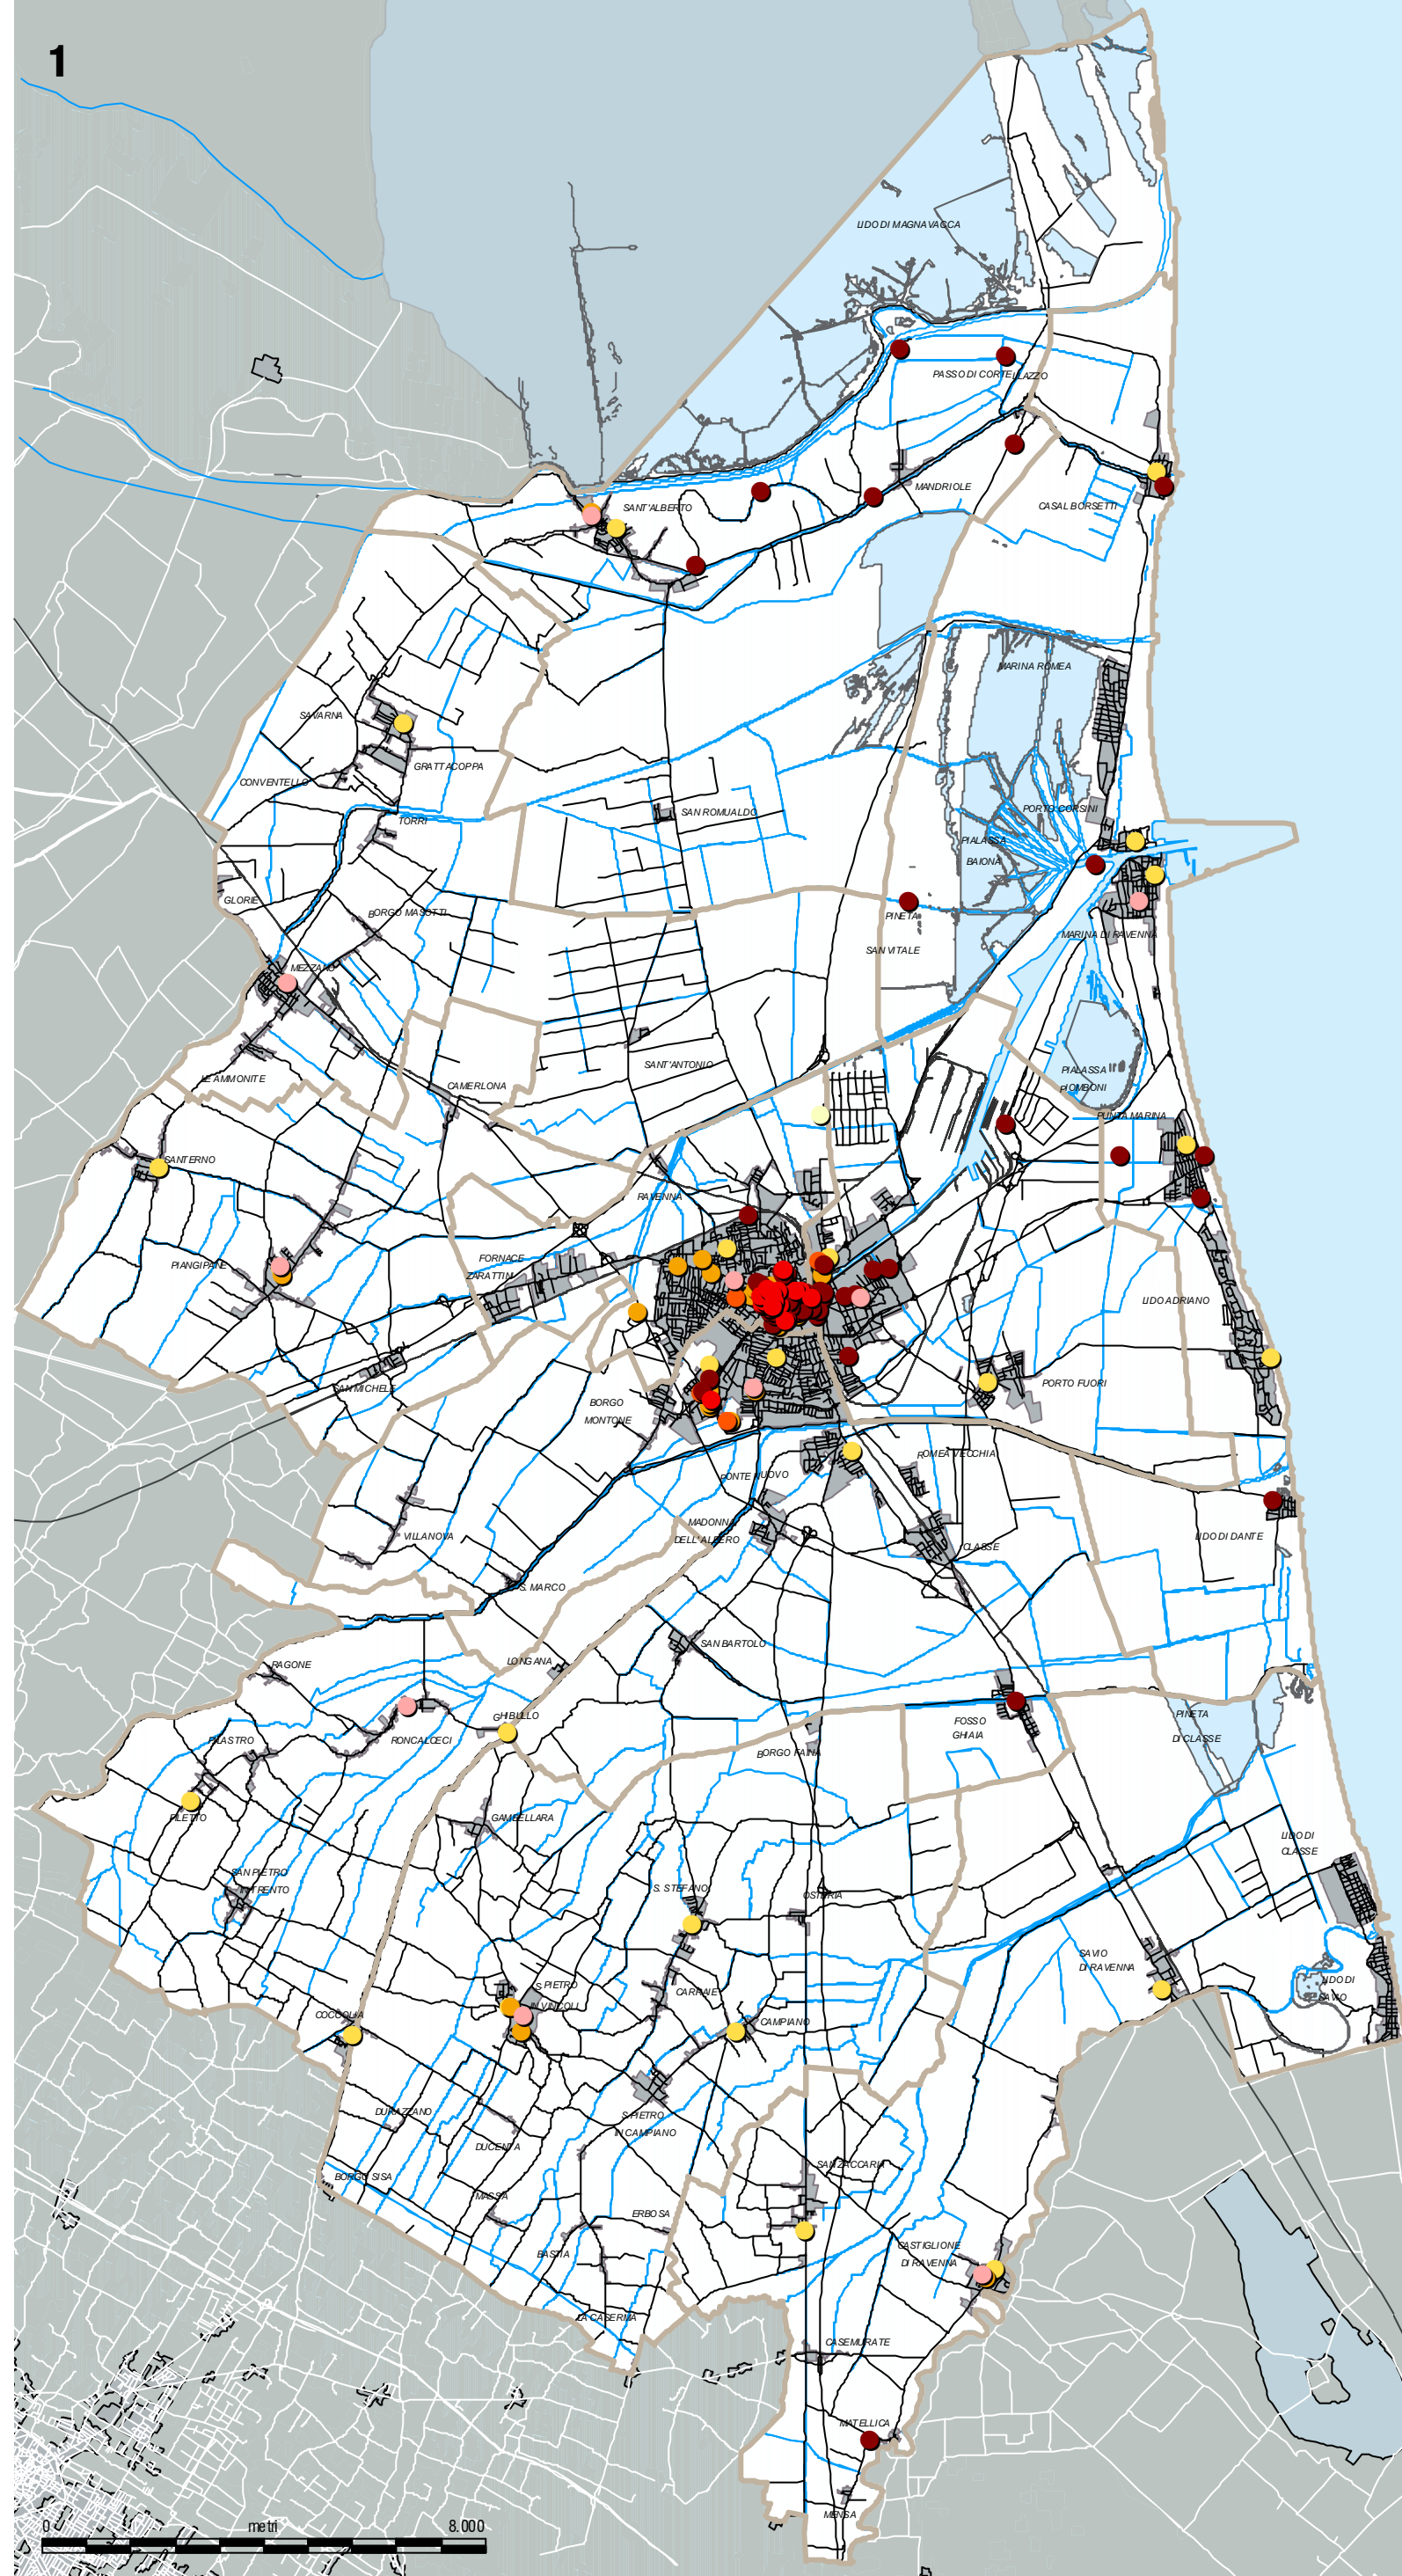 1
LIDO DI MAGNAVACCA
PASSO DI CORTELLAZZO
MANDRIOLE
SANT'ALBERTO
CASAL BORSETTI
MARINA ROMEA
SAVARNA
GRATTACOPPA
CONVENTELLO
TORRI
SAN ROMUALDO
PORTO CORSINI
PIALASSA
BAIONA
GLORIE
BORGO MASOTTI
PINETA
SAN VITALE
MARINA DI RAVENNA
MEZZANO
SANT'ANTONIO
PIALASSA
PIOMBONI
LE AMMONITE
CAMERLONA
PUNTA MARINA
SANTERNO
RAVENNA
PIANGIPANE
FORNACE
ZARATTINI
LIDO ADRIANO
SAN MICHELE
PORTO FUORI
BORGO
MONTONE
ROMEA VECCHIA
PONTE NUOVO
MADONNA
DELL'ALBERO
VILLANOVA
LIDO DI DANTE
CLASSE
S. MARCO
SAN BARTOLO
LONGANA
RAGONE
GHIBULLO
PINETA
DI CLASSE
FOSSO
GHIAIA
RONCALCECI
PILASTRO
BORGO FAINA
FILETTO
GAMBELLARA
LIDO DI
CLASSE
SAN PIETRO
IN TRENTO
S. STEFANO
OSTERIA
SAVIO
DI RAVENNA
LIDO DI
SAVIO
S.PIETRO
IN VINCOLI
CARRAIE
COCCOLIA
CAMPIANO
DURAZZANO
S.PIETRO
IN CAMPIANO
DUCENTA
SAN ZACCARIA
BORGO SISA
MASSA
ERBOSA
CASTIGLIONE
DI RAVENNA
BASTIA
LA CASERMA
CASEMURATE
MATELLICA
MENSA
0 metri 8.000